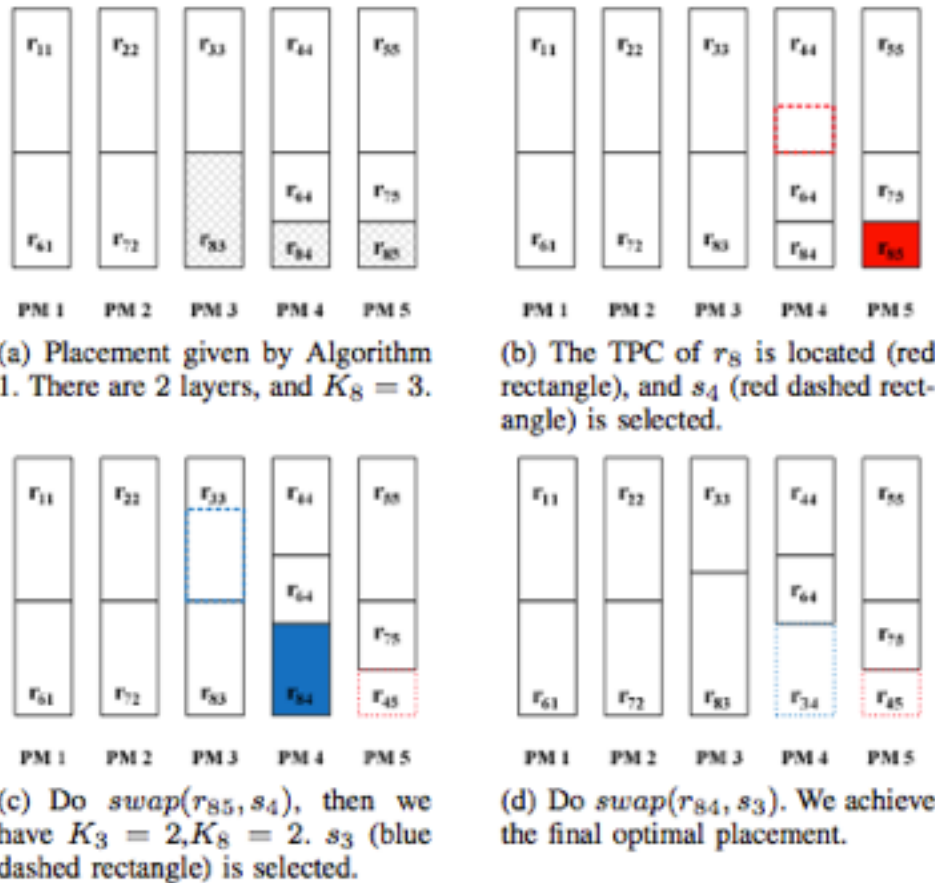 r11 r22 r33 r44 r55
r64 r75
r61 r72 r83 r84 r85
PM 1 PM 2 PM 3 PM 4 PM 5
(a) Placement given by Algorithm
1. There are 2 layers, and K8 = 3.
r11 r22 r33 r44 r55
r64 r75
r61 r72 r83 r84 r85
PM 1 PM 2 PM 3 PM 4 PM 5
(b) The TPC of r8 is located (red
rectangle), and s4 (red dashed rect-
angle) is selected.
r11 r22 r33 r44 r55
r64
r75
r61 r72 r83 r84 r45
PM 1 PM 2 PM 3 PM 4 PM 5
(c) Do swap(r85, s4), then we
have K3 = 2,K8 = 2. s3 (blue
dashed rectangle) is selected.
r11 r22 r33 r44 r55
r64
r75
r61 r72 r83 r34 r45
PM 1 PM 2 PM 3 PM 4 PM 5
(d) Do swap(r84, s3). We achieve
the final optimal placement.